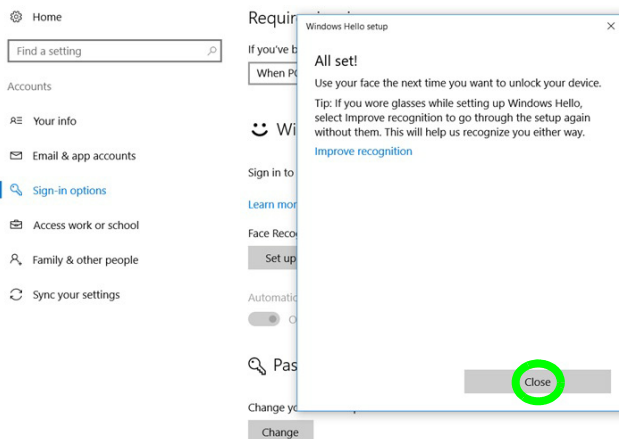 Home
Find a setting
Accounts
Your info
Email & app accounts
Sign-in options
Access work or school
Family & other people
Sync your settings
If you've b
When PC
Wi
Sign in to
Learn mor
Face Reco
Set up
Automatic
Pas
Change yo
Change
Windows Hello setup
All set!
Use your face the next time you want to unlock your device.
Tip: If you wore glasses while setting up Windows Hello,
select Improve recognition to go through the setup again
without them. This will help us recognize you either way.
Improve recognition
Close